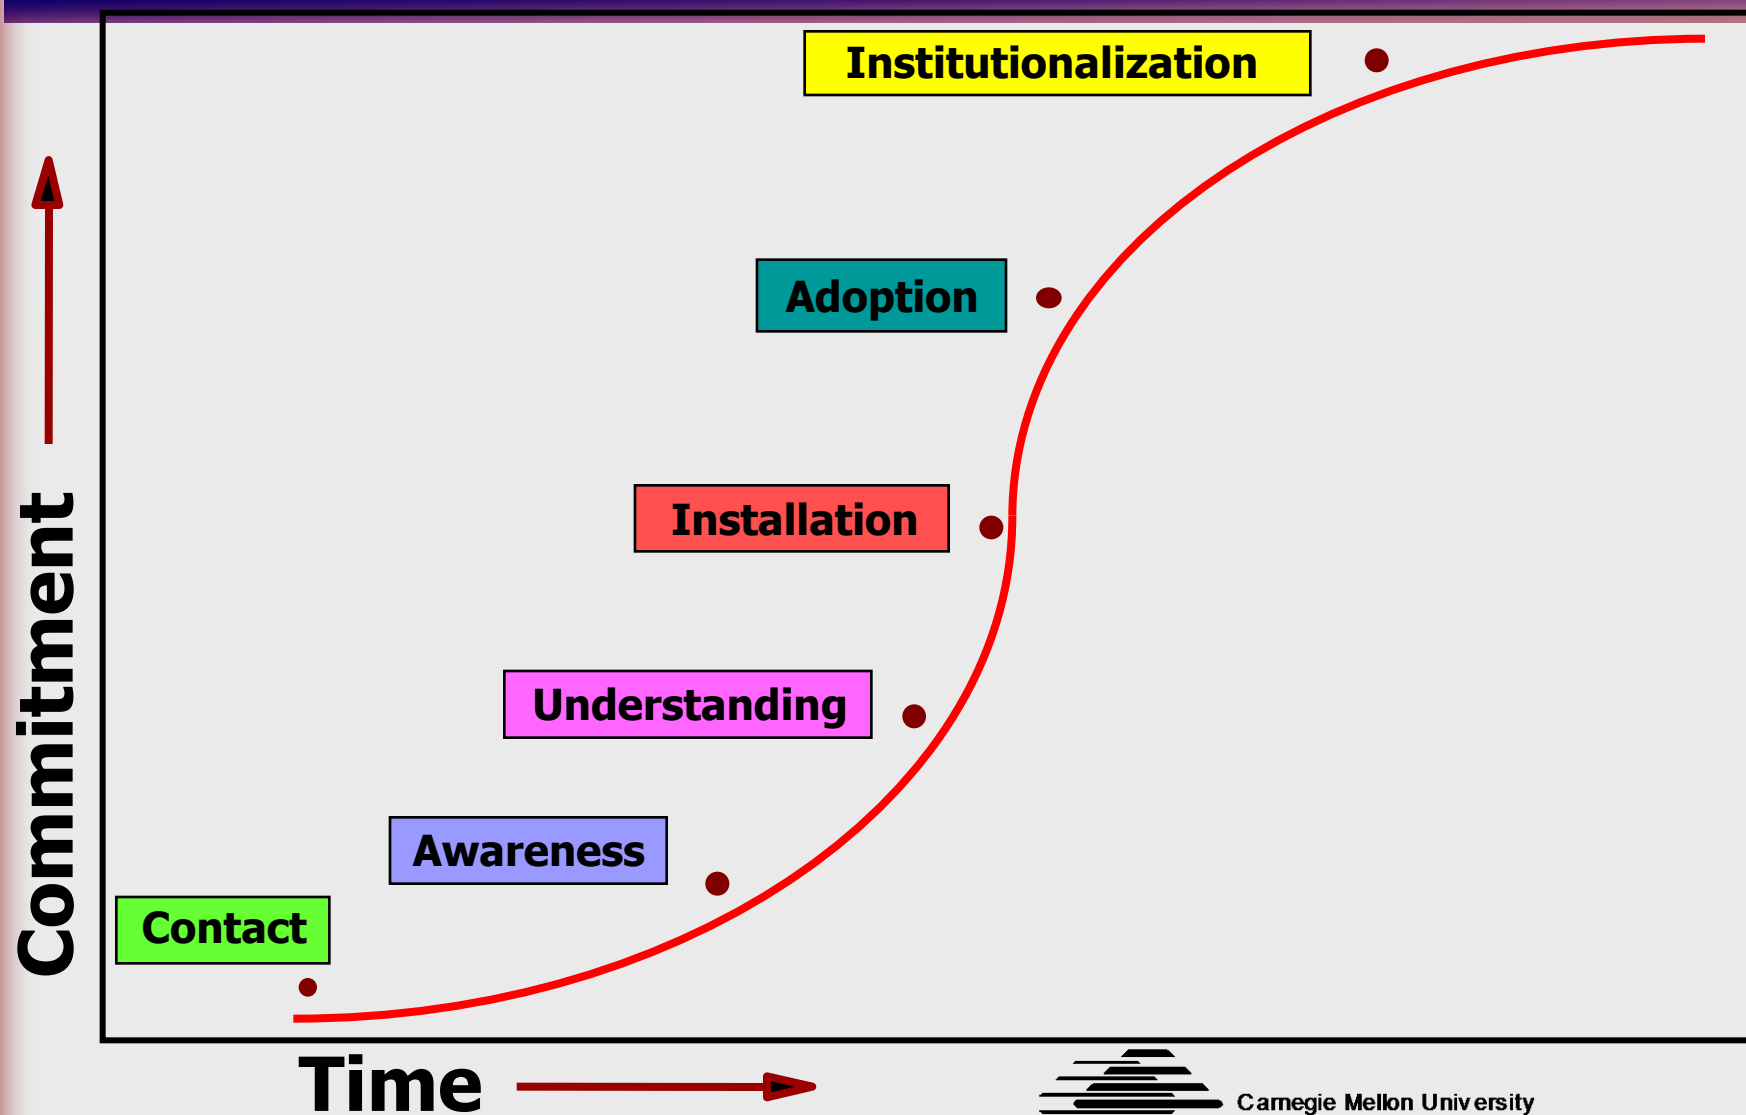 Institutionalization
Adoption
Installation
Understanding
Awareness
Contact
Commitment
Time
Carnegie Mellon University